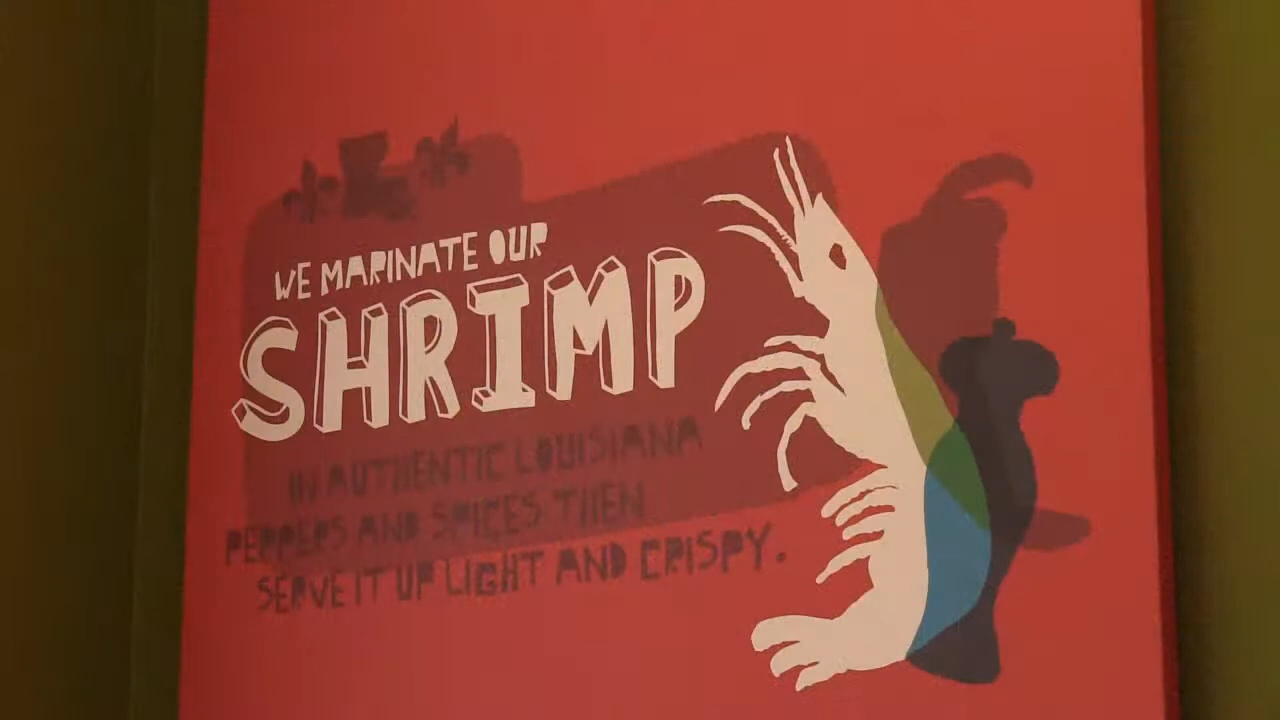 WE MARINATE OUR
SHRIMP
IN AUTHENTIC LOUISIANA
PEPPERS AND SPICES THEN
SERVE IT UP LIGHT AND CRISPY.